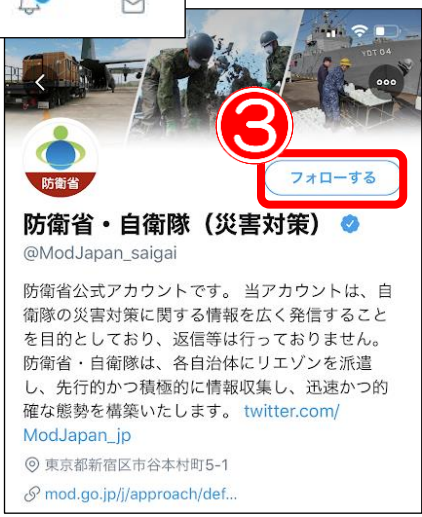 YDT 04
③
防衛省
フォローする
防衛省・自衛隊（災害対策）
@ModJapan_saigai
防衛省公式アカウントです。 当アカウントは、自
衛隊の災害対策に関する情報を広く発信すること
を目的としており、返信等は行っておりません。
防衛省・自衛隊は、各自治体にリエゾンを派遣
し、先行的かつ積極的に情報収集し、迅速かつ的
確な態勢を構築いたします。 twitter.com/
ModJapan_jp
東京都新宿区市谷本村町5-1
mod.go.jp/j/approach/def...